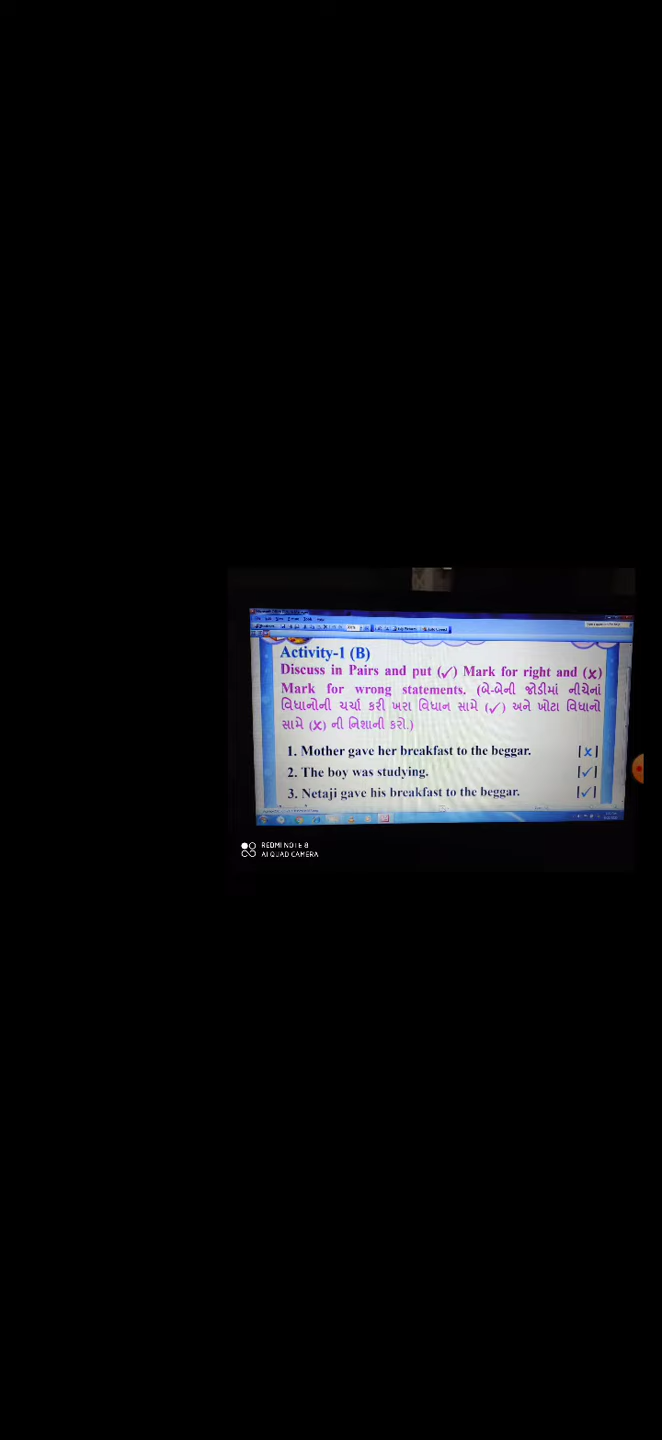 Activity-1 (B)
Discuss in Pairs and put (✓) Mark for right and (✗)
Mark for wrong statements. (બે-બેની જોડીમાં નીચેનાં
વિધાનોની ચર્ચા કરી ખરા વિધાન સામે (✓) અને ખોટા વિધાનો
સામે (✗) ની નિશાની કરો.)
1. Mother gave her breakfast to the beggar. [✗]
2. The boy was studying. [✓]
3. Netaji gave his breakfast to the beggar. [✓]
REDMI NOTE 8
AI QUAD CAMERA